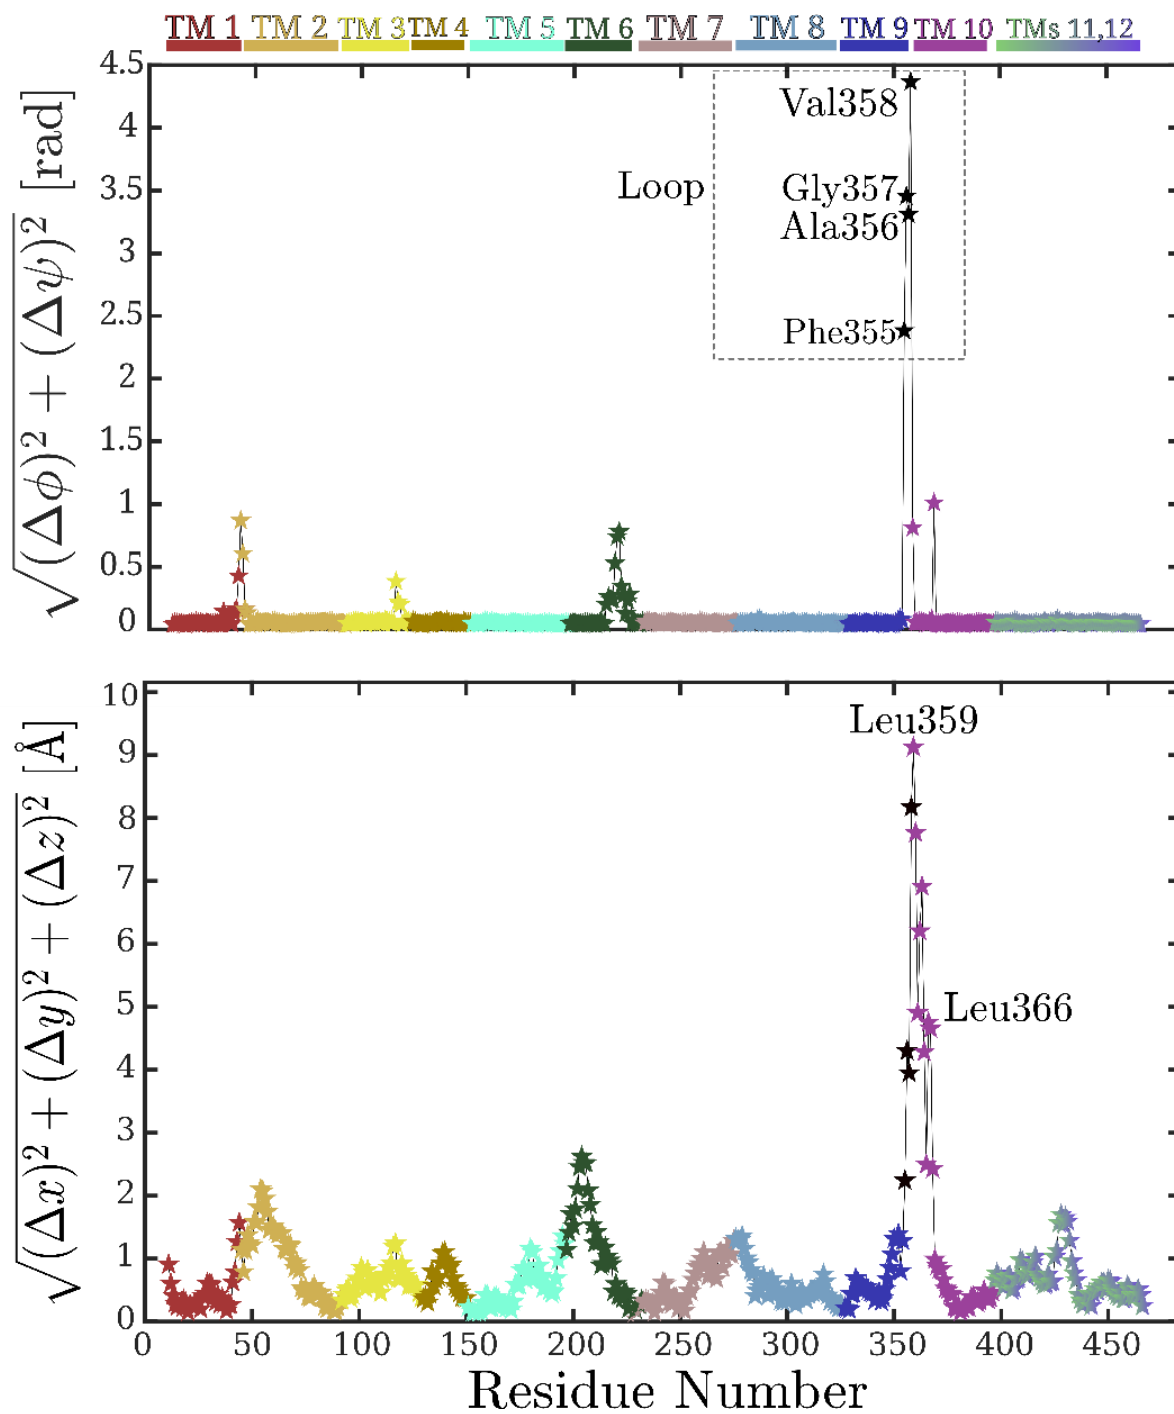 TM 1 TM 2 TM 3 TM 4 TM 5 TM 6 TM 7 TM 8 TM 9 TM 10 TMs 11,12
√(Δϕ)² + (Δψ)² [rad]
4.5
4
3.5
3
2.5
2
1.5
1
0.5
0
Val358
Loop
Gly357
Ala356
Phe355
√(Δx)² + (Δy)² + (Δz)² [Å]
10
9
8
7
6
5
4
3
2
1
0
Leu359
Leu366
0 50 100 150 200 250 300 350 400 450
Residue Number